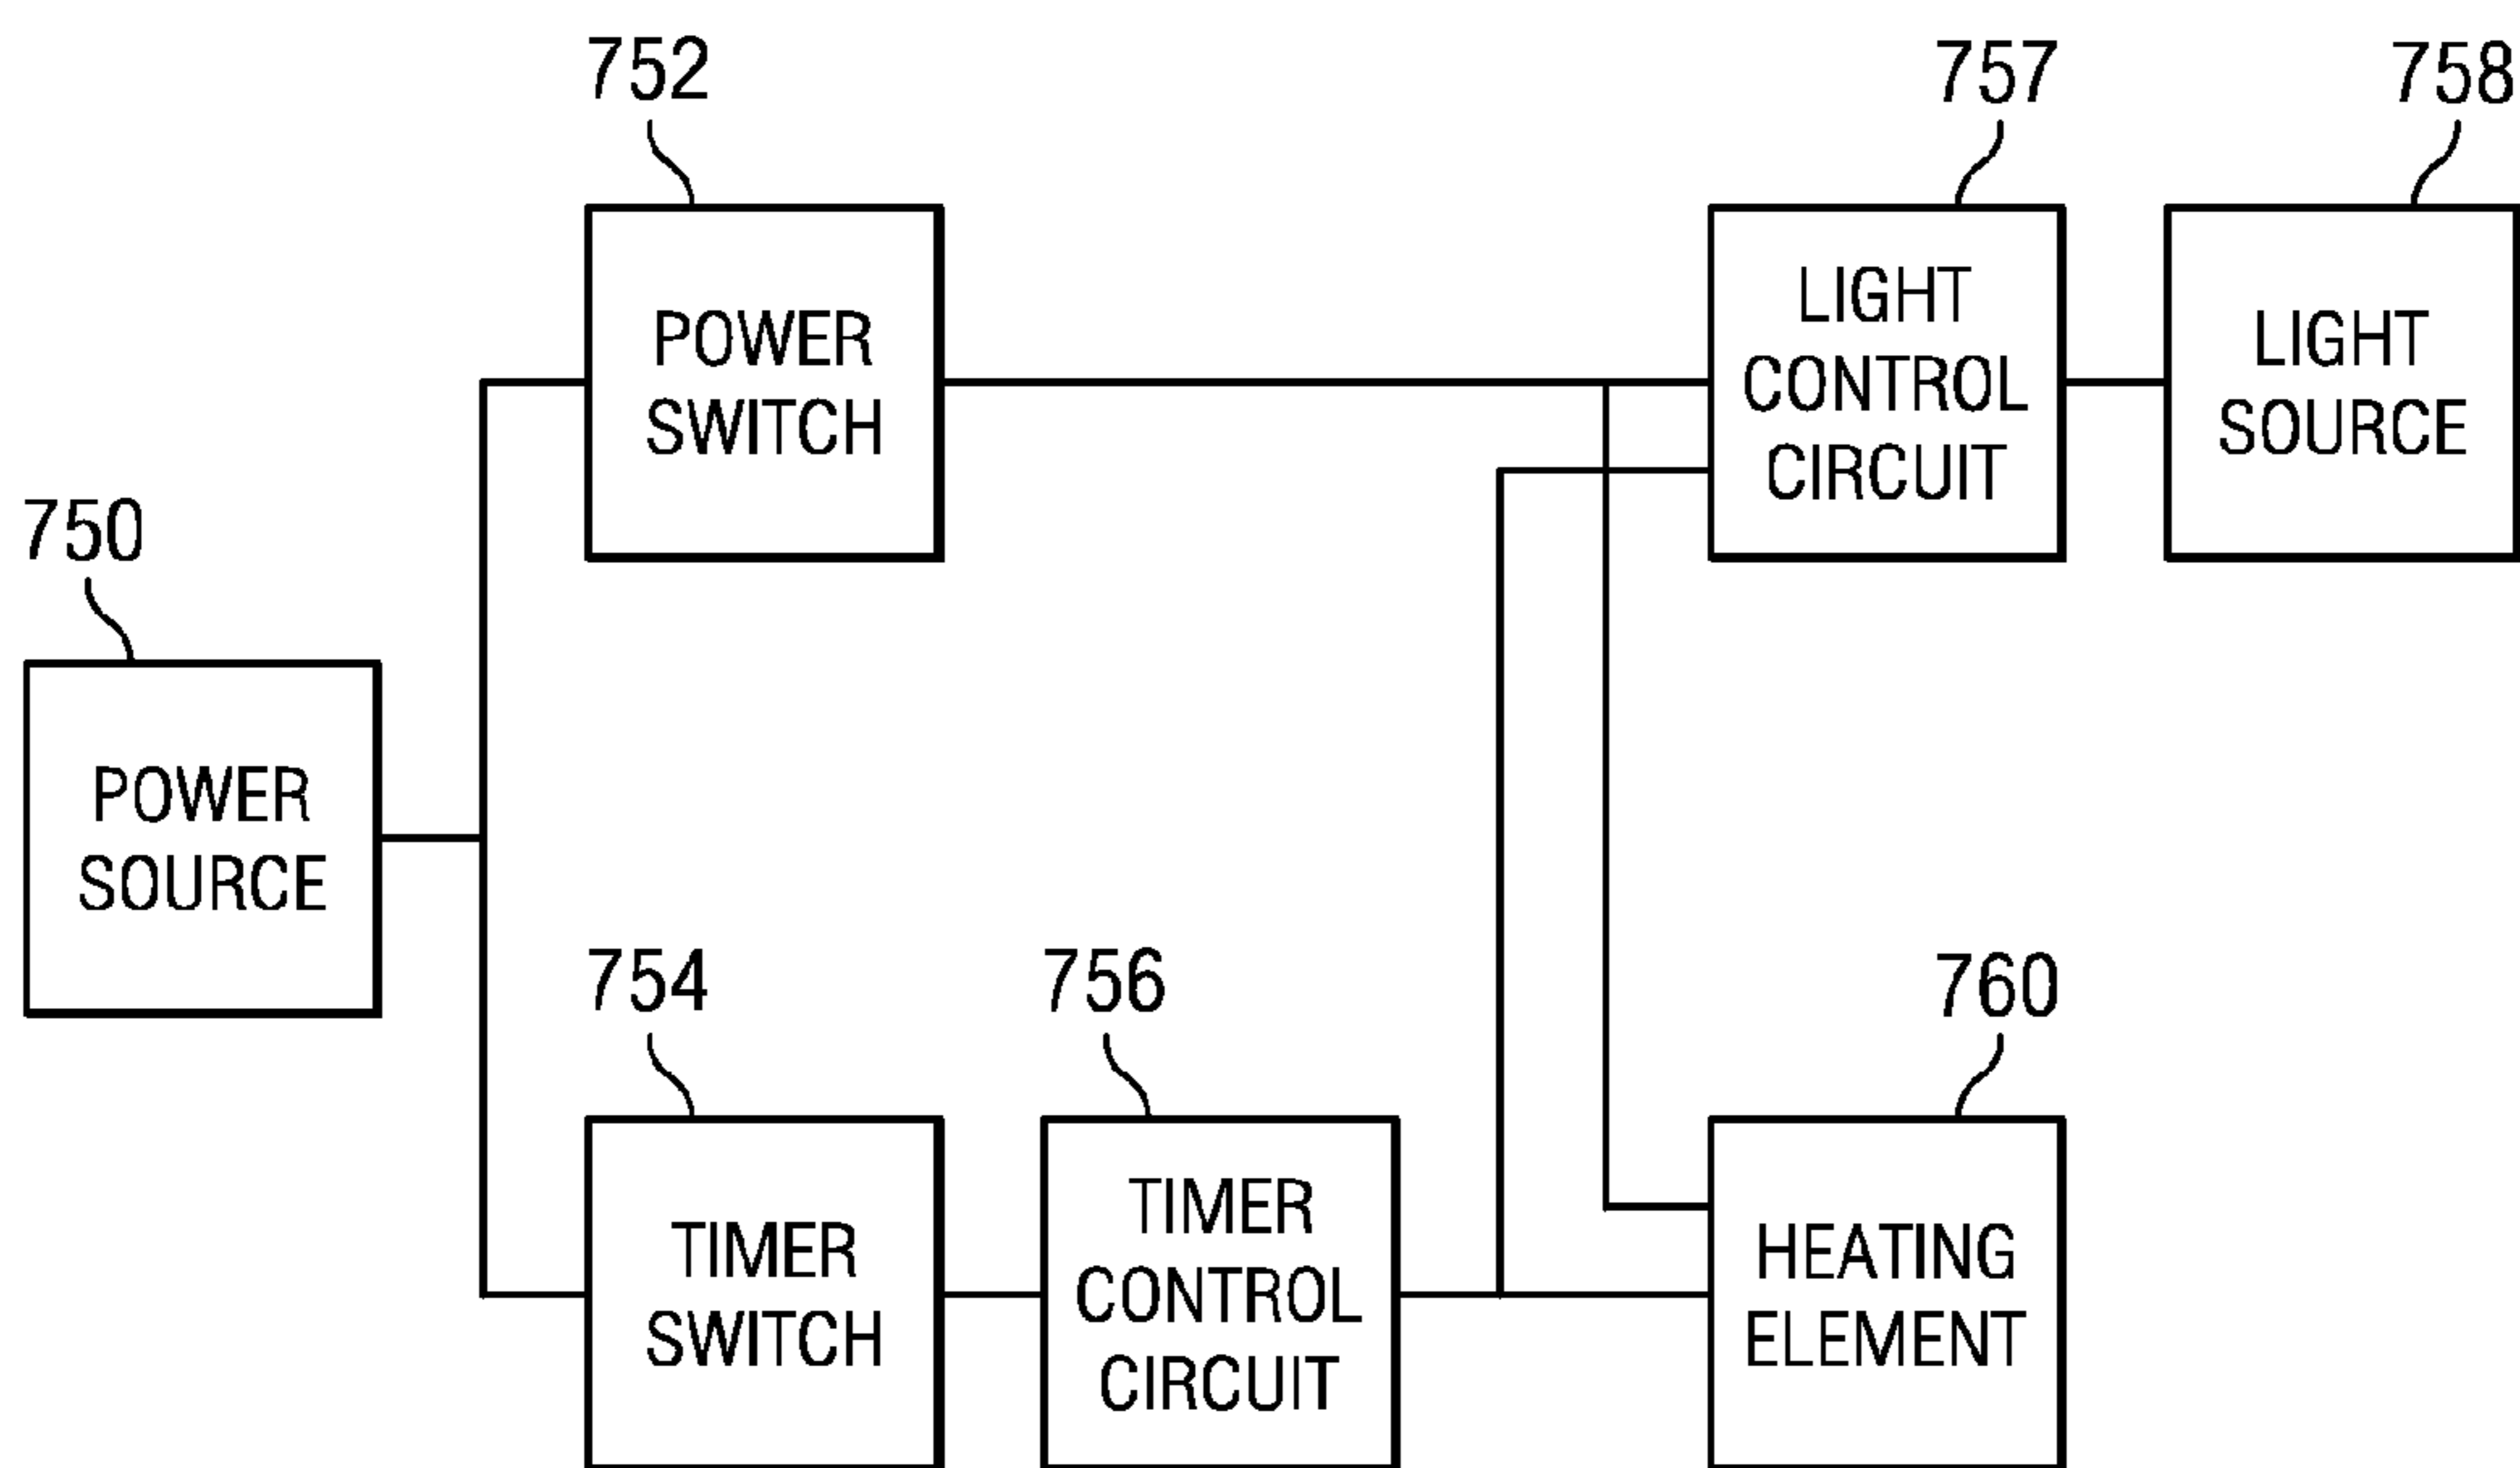 752
POWER
SWITCH
757
LIGHT
CONTROL
CIRCUIT
758
LIGHT
SOURCE
750
POWER
SOURCE
754
TIMER
SWITCH
756
TIMER
CONTROL
CIRCUIT
760
HEATING
ELEMENT